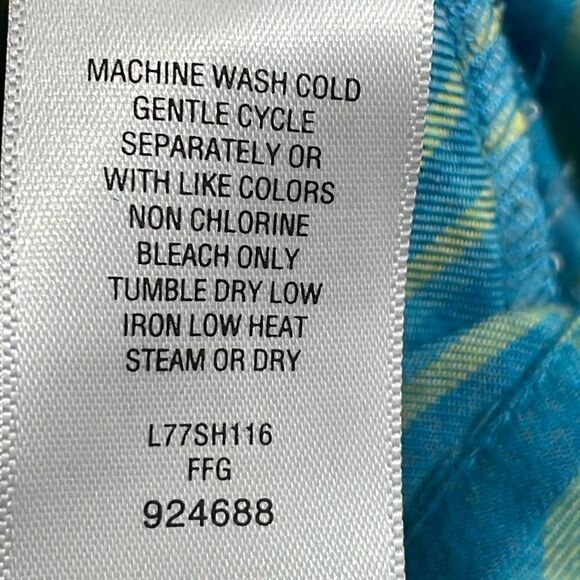 MACHINE WASH COLD
GENTLE CYCLE
SEPARATELY OR
WITH LIKE COLORS
NON CHLORINE
BLEACH ONLY
TUMBLE DRY LOW
IRON LOW HEAT
STEAM OR DRY
L77SH116
FFG
924688